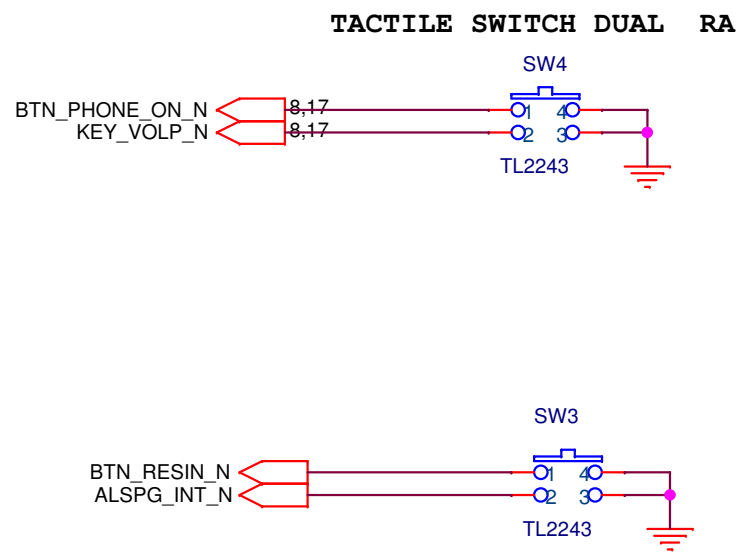 TACTILE SWITCH DUAL RA
SW4
BTN_PHONE_ON_N 8,17 1 4
KEY_VOLP_N 8,17 2 3
TL2243
SW3
BTN_RESIN_N 1 4
ALSPG_INT_N 2 3
TL2243